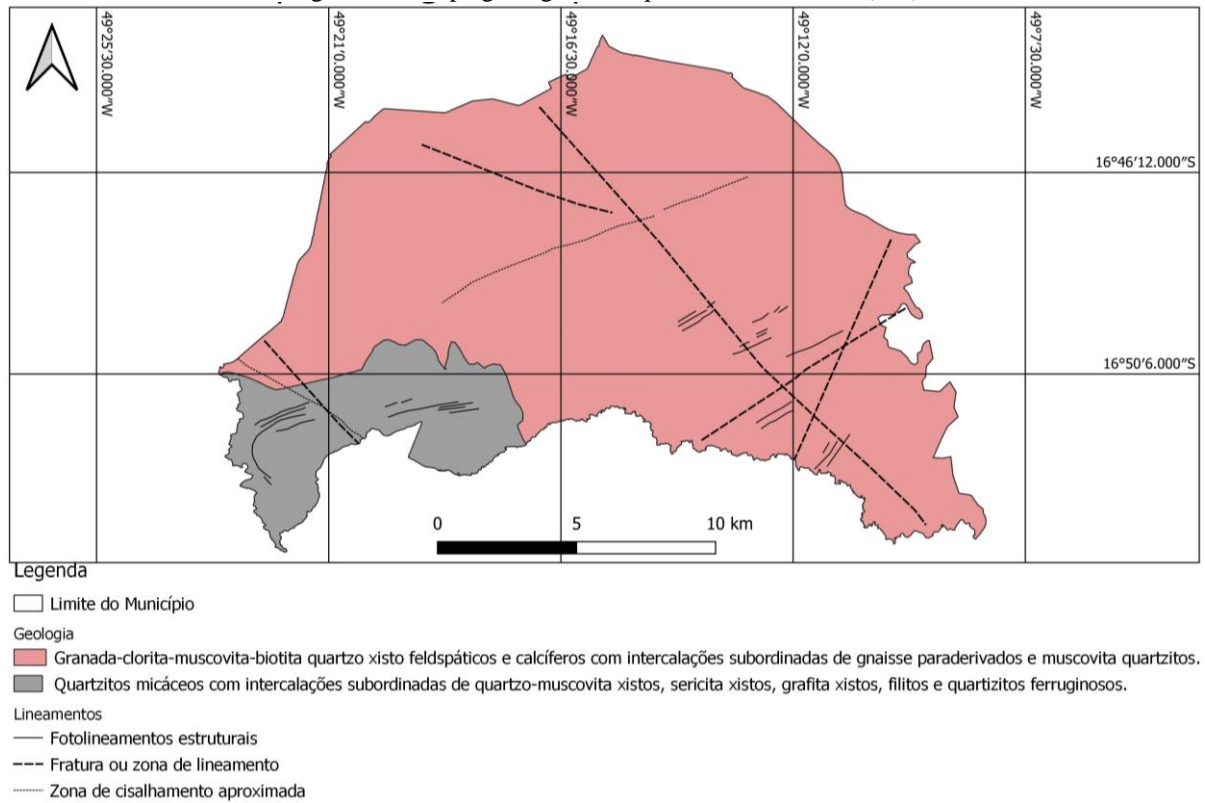 49°25'30.000"W
49°21'0.000"W
49°16'30.000"W
49°12'0.000"W
49°7'30.000"W
16°46'12.000"S
16°50'6.000"S
0 5 10 km
Legenda
Limite do Município
Geologia
Granada-clorita-muscovita-biotita quartzo xisto feldspáticos e calcíferos com intercalações subordinadas de gnaisse paraderivados e muscovita quartzitos.
Quartzitos micáceos com intercalações subordinadas de quartzo-muscovita xistos, sericita xistos, grafita xistos, filitos e quartizitos ferruginosos.
Lineamentos
Fotolineamentos estruturais
Fratura ou zona de lineamento
Zona de cisalhamento aproximada